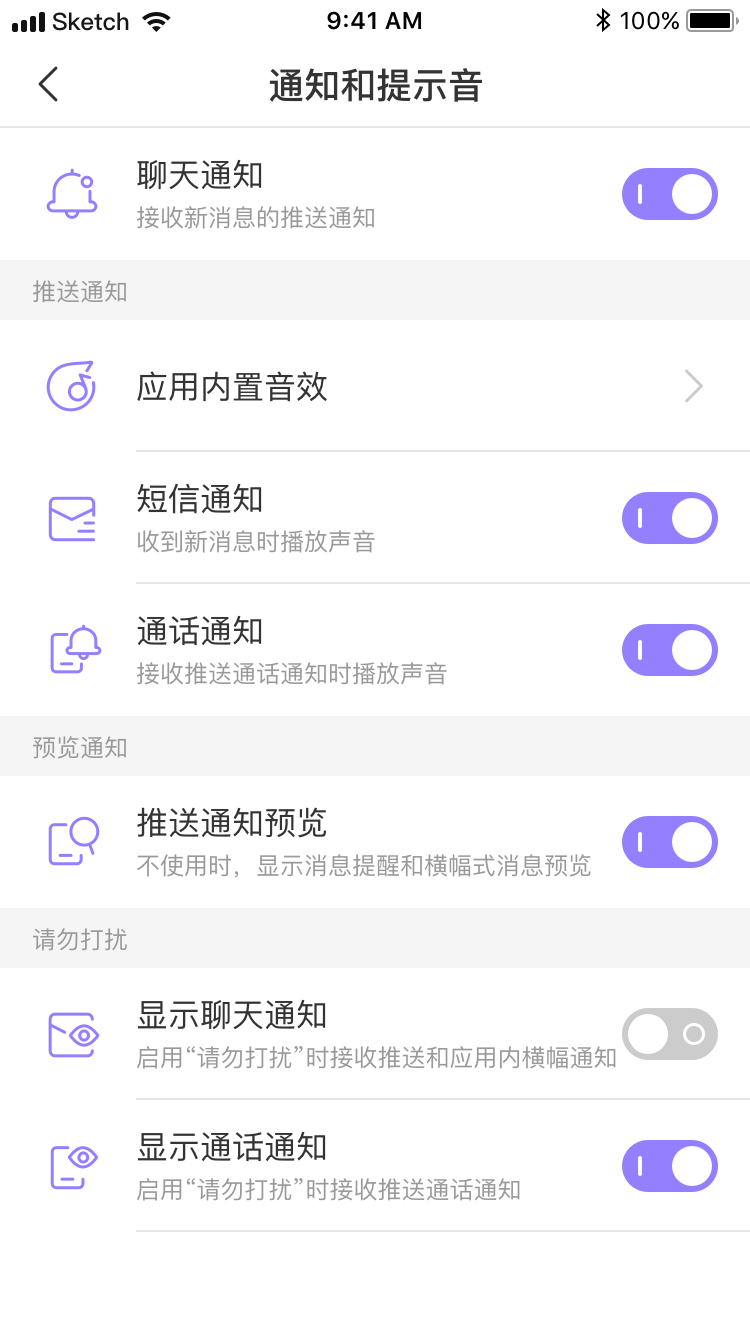 Sketch 9:41 AM 100%
通知和提示音
聊天通知
接收新消息的推送通知
推送通知
应用内置音效
短信通知
收到新消息时播放声音
通话通知
接收推送通话通知时播放声音
预览通知
推送通知预览
不使用时，显示消息提醒和横幅式消息预览
请勿打扰
显示聊天通知
启用“请勿打扰”时接收推送和应用内横幅通知
显示通话通知
启用“请勿打扰”时接收推送通话通知